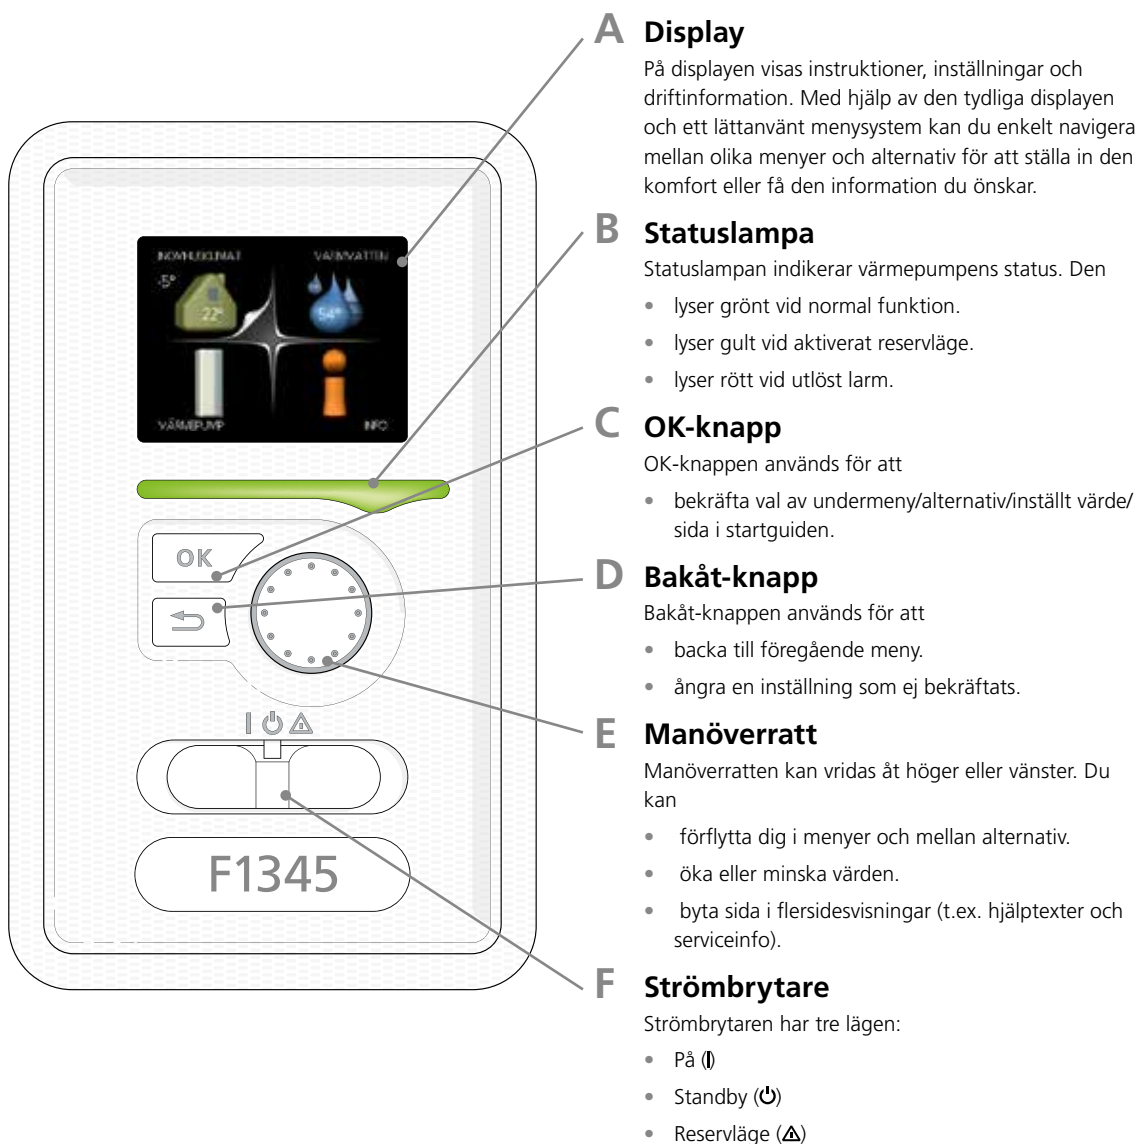 A Display
På displayen visas instruktioner, inställningar och
driftinformation. Med hjälp av den tydliga displayen
och ett lättanvänt menysystem kan du enkelt navigera
mellan olika menyer och alternativ för att ställa in den
komfort eller få den information du önskar.
B Statuslampa
Statuslampan indikerar värmepumpens status. Den
• lyser grönt vid normal funktion.
• lyser gult vid aktiverat reservläge.
• lyser rött vid utlöst larm.
C OK-knapp
OK-knappen används för att
• bekräfta val av undermeny/alternativ/inställt värde/
sida i startguiden.
D Bakåt-knapp
Bakåt-knappen används för att
• backa till föregående meny.
• ångra en inställning som ej bekräftats.
E Manöverratt
Manöverratten kan vridas åt höger eller vänster. Du
kan
• förflytta dig i menyer och mellan alternativ.
• öka eller minska värden.
• byta sida i flersidesvisningar (t.ex. hjälptexter och
serviceinfo).
F Strömbrytare
Strömbrytaren har tre lägen:
• På (I)
• Standby (⏻)
• Reservläge (⚠)
INOMHUSKLIMAT VARMVATTEN
-5°
22° 54°
VÄRMEPUMP INFO
OK
F1345